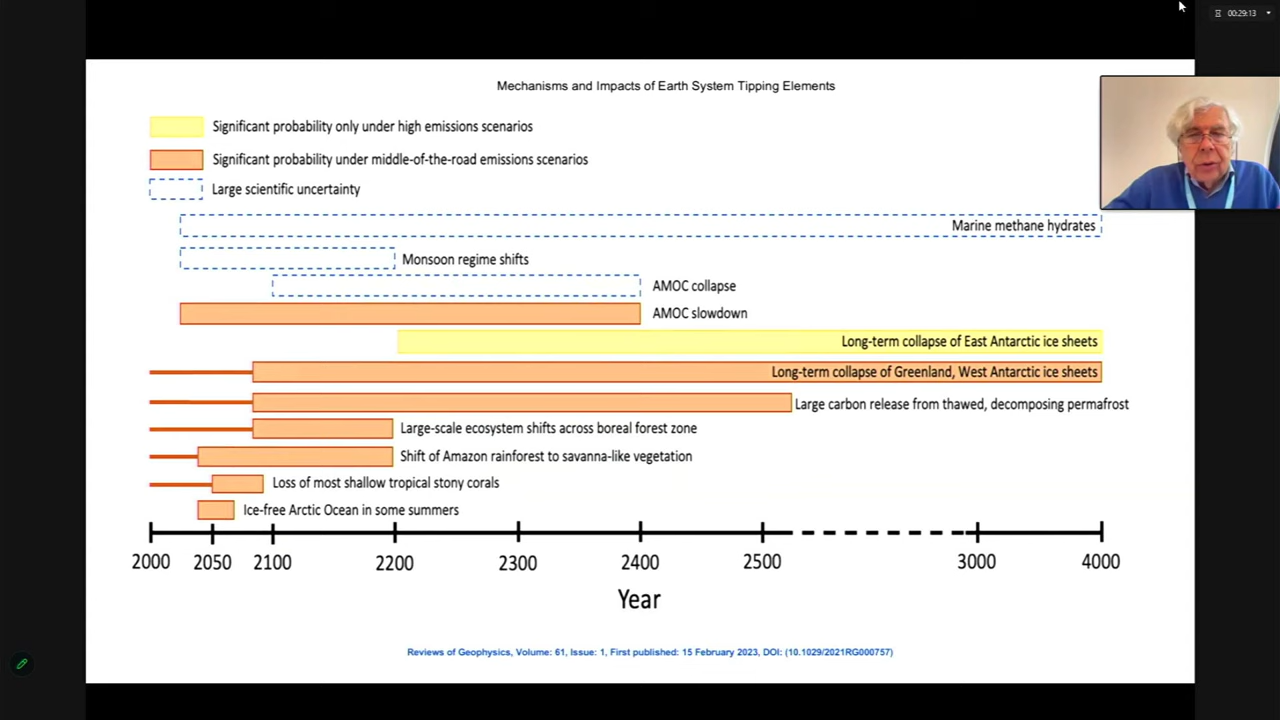 00:29:13
Mechanisms and Impacts of Earth System Tipping Elements
Significant probability only under high emissions scenarios
Significant probability under middle-of-the-road emissions scenarios
Large scientific uncertainty
Marine methane hydrates
Monsoon regime shifts
AMOC collapse
AMOC slowdown
Long-term collapse of East Antarctic ice sheets
Long-term collapse of Greenland, West Antarctic ice sheets
Large carbon release from thawed, decomposing permafrost
Large-scale ecosystem shifts across boreal forest zone
Shift of Amazon rainforest to savanna-like vegetation
Loss of most shallow tropical stony corals
Ice-free Arctic Ocean in some summers
2000 2050 2100 2200 2300 2400 2500 3000 4000
Year
Reviews of Geophysics, Volume: 61, Issue: 1, First published: 15 February 2023, DOI: (10.1029/2021RG000757)